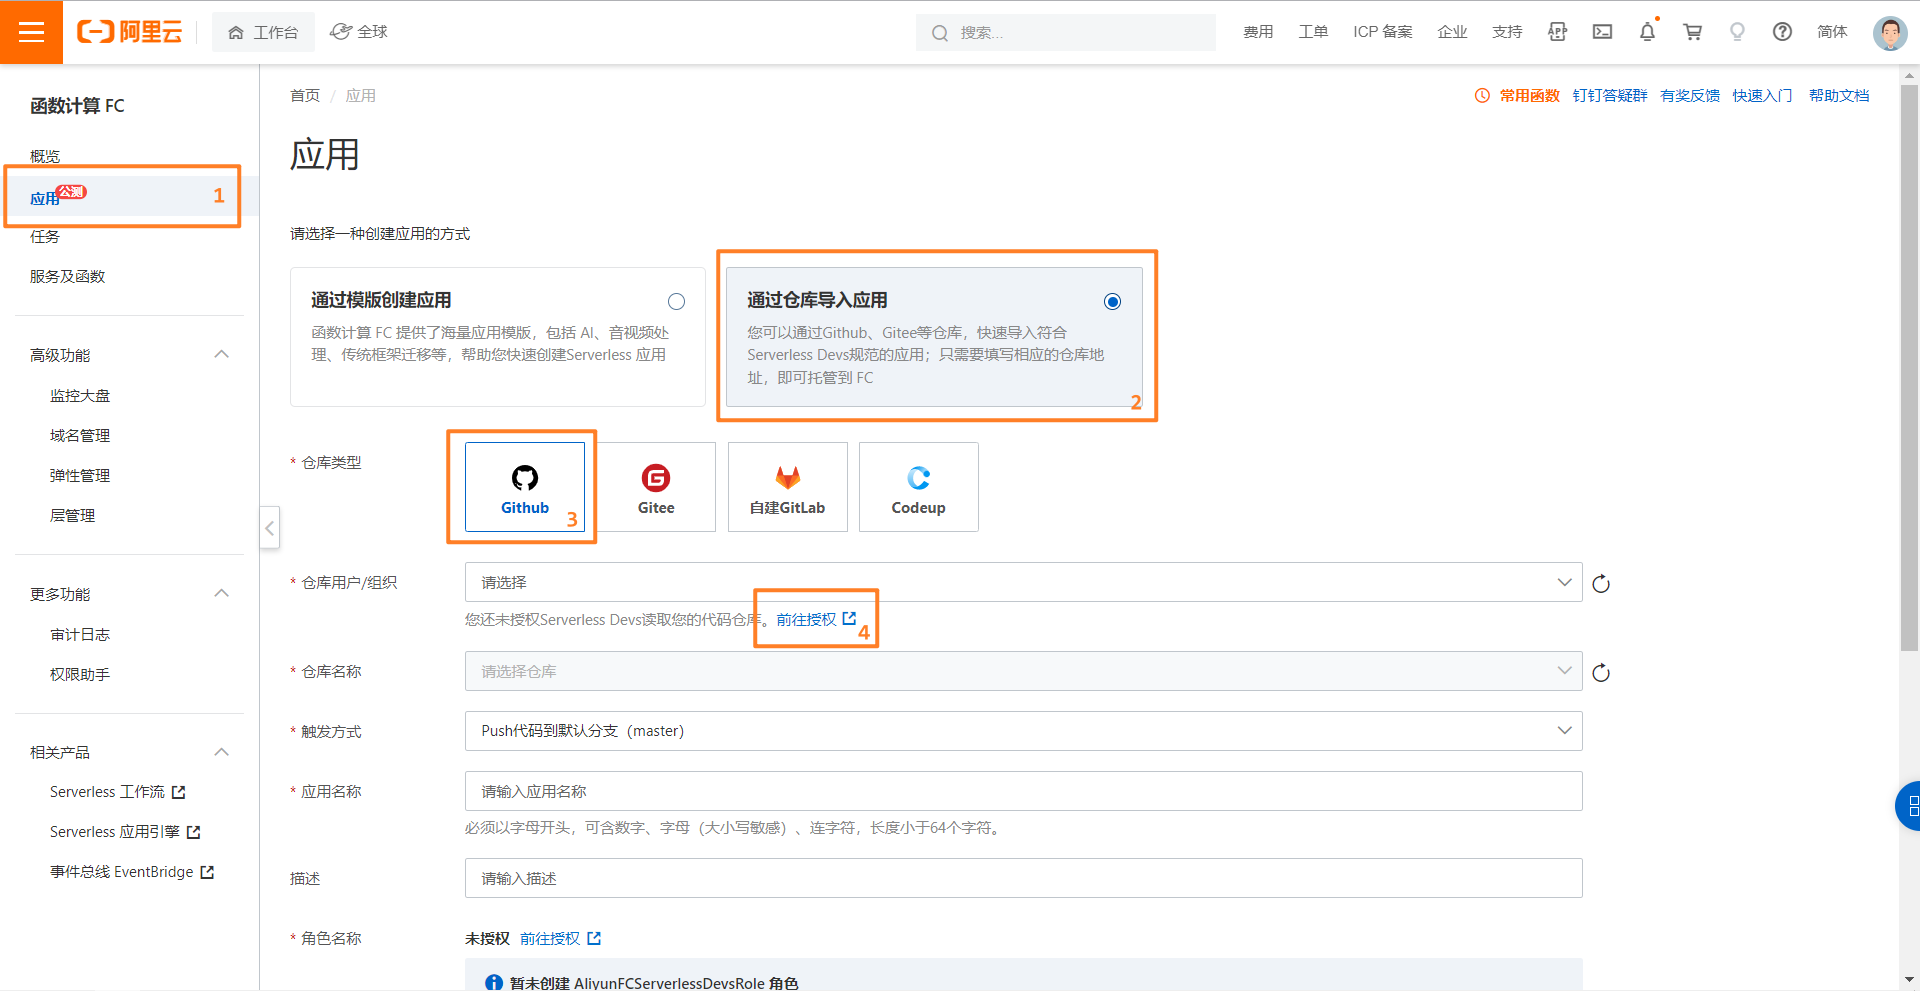 阿里云
工作台
全球
搜索...
费用
工单
ICP 备案
企业
支持
APP
简体
函数计算 FC
概览
应用 公测
1
任务
服务及函数
高级功能
监控大盘
域名管理
弹性管理
层管理
更多功能
审计日志
权限助手
相关产品
Serverless 工作流
Serverless 应用引擎
事件总线 EventBridge
首页 / 应用
常用函数 钉钉答疑群 有奖反馈 快速入门 帮助文档
应用
请选择一种创建应用的方式
通过模版创建应用
函数计算 FC 提供了海量应用模版，包括 AI、音视频处
理、传统框架迁移等，帮助您快速创建Serverless 应用
通过仓库导入应用
您可以通过Github、Gitee等仓库，快速导入符合
Serverless Devs规范的应用；只需要填写相应的仓库地
址，即可托管到 FC
2
* 仓库类型
Github
3
Gitee
自建GitLab
Codeup
* 仓库用户/组织
请选择
您还未授权Serverless Devs读取您的代码仓库。前往授权
4
* 仓库名称
请选择仓库
* 触发方式
Push代码到默认分支（master）
* 应用名称
请输入应用名称
必须以字母开头，可含数字、字母（大小写敏感）、连字符，长度小于64个字符。
描述
请输入描述
* 角色名称
未授权 前往授权
暂未创建 AliyunFCServerlessDevsRole 角色